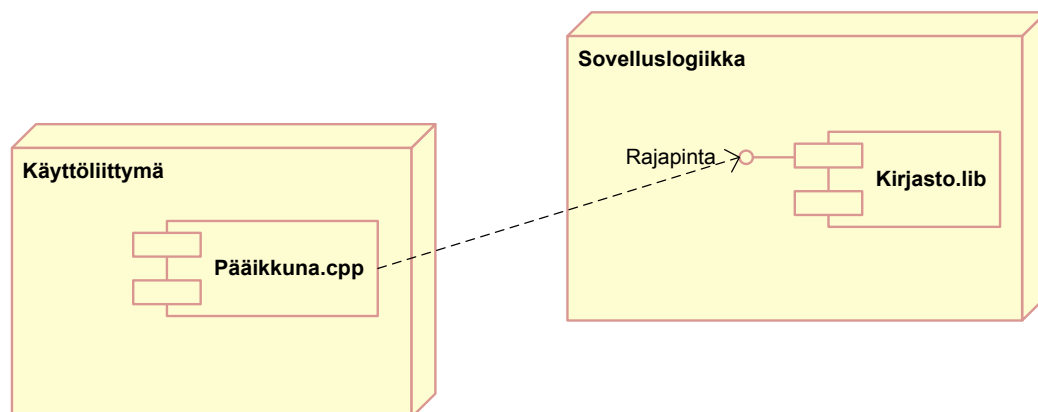 Sovelluslogiikka
Rajapinta
Kirjasto.lib
Käyttöliittymä
Pääikkuna.cpp